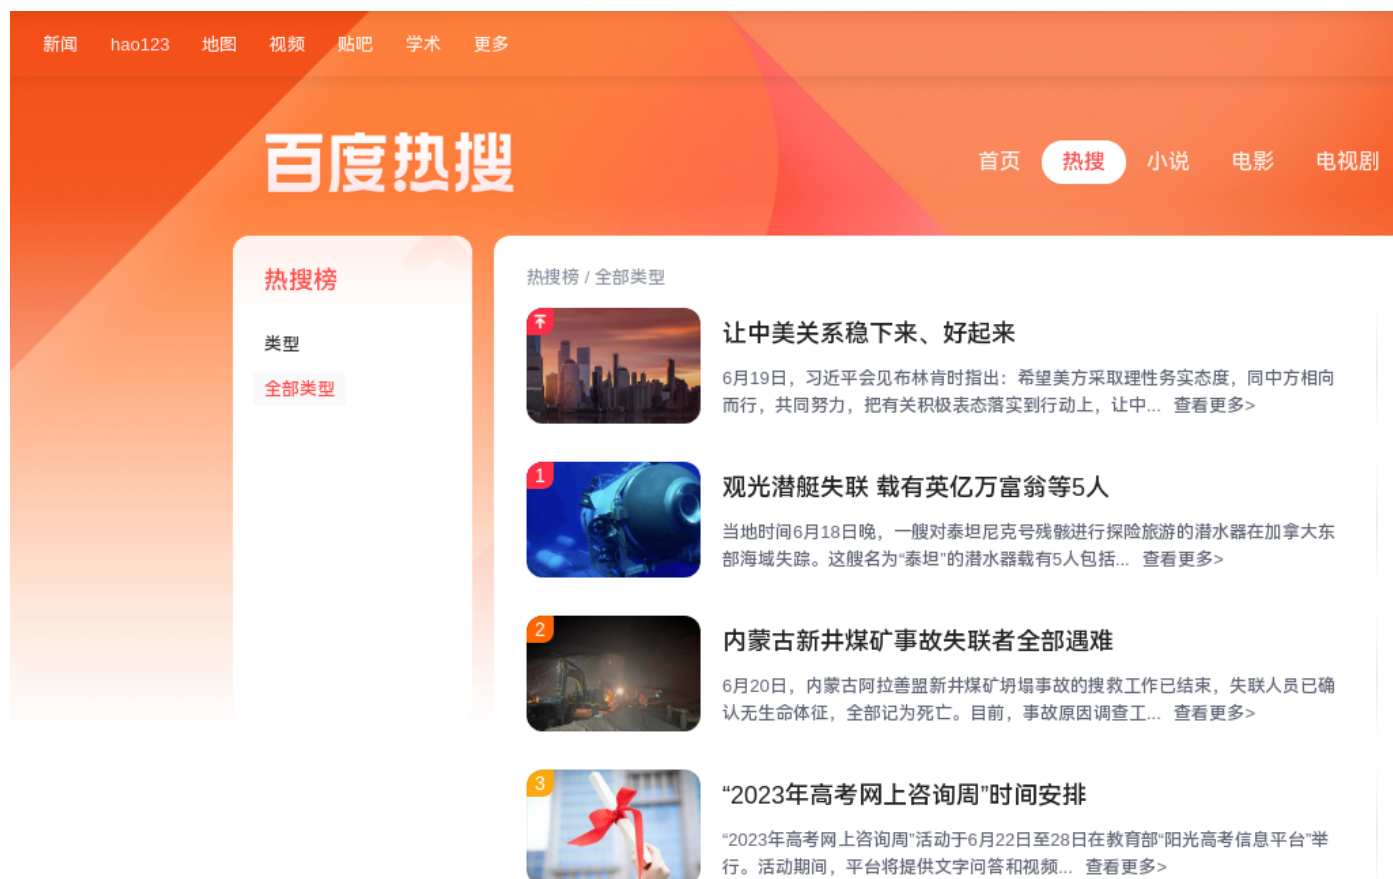 新闻 hao123 地图 视频 贴吧 学术 更多
百度热搜
首页 热搜 小说 电影 电视剧
热搜榜
类型
全部类型
热搜榜 / 全部类型
让中美关系稳下来、好起来
6月19日，习近平会见布林肯时指出：希望美方采取理性务实态度，同中方相向
而行，共同努力，把有关积极表态落实到行动上，让中... 查看更多>
1
观光潜艇失联 载有英亿万富翁等5人
当地时间6月18日晚，一艘对泰坦尼克号残骸进行探险旅游的潜水器在加拿大东
部海域失踪。这艘名为“泰坦”的潜水器载有5人包括... 查看更多>
2
内蒙古新井煤矿事故失联者全部遇难
6月20日，内蒙古阿拉善盟新井煤矿坍塌事故的搜救工作已结束，失联人员已确
认无生命体征，全部记为死亡。目前，事故原因调查工... 查看更多>
3
“2023年高考网上咨询周”时间安排
“2023年高考网上咨询周”活动于6月22日至28日在教育部“阳光高考信息平台”举
行。活动期间，平台将提供文字问答和视频... 查看更多>